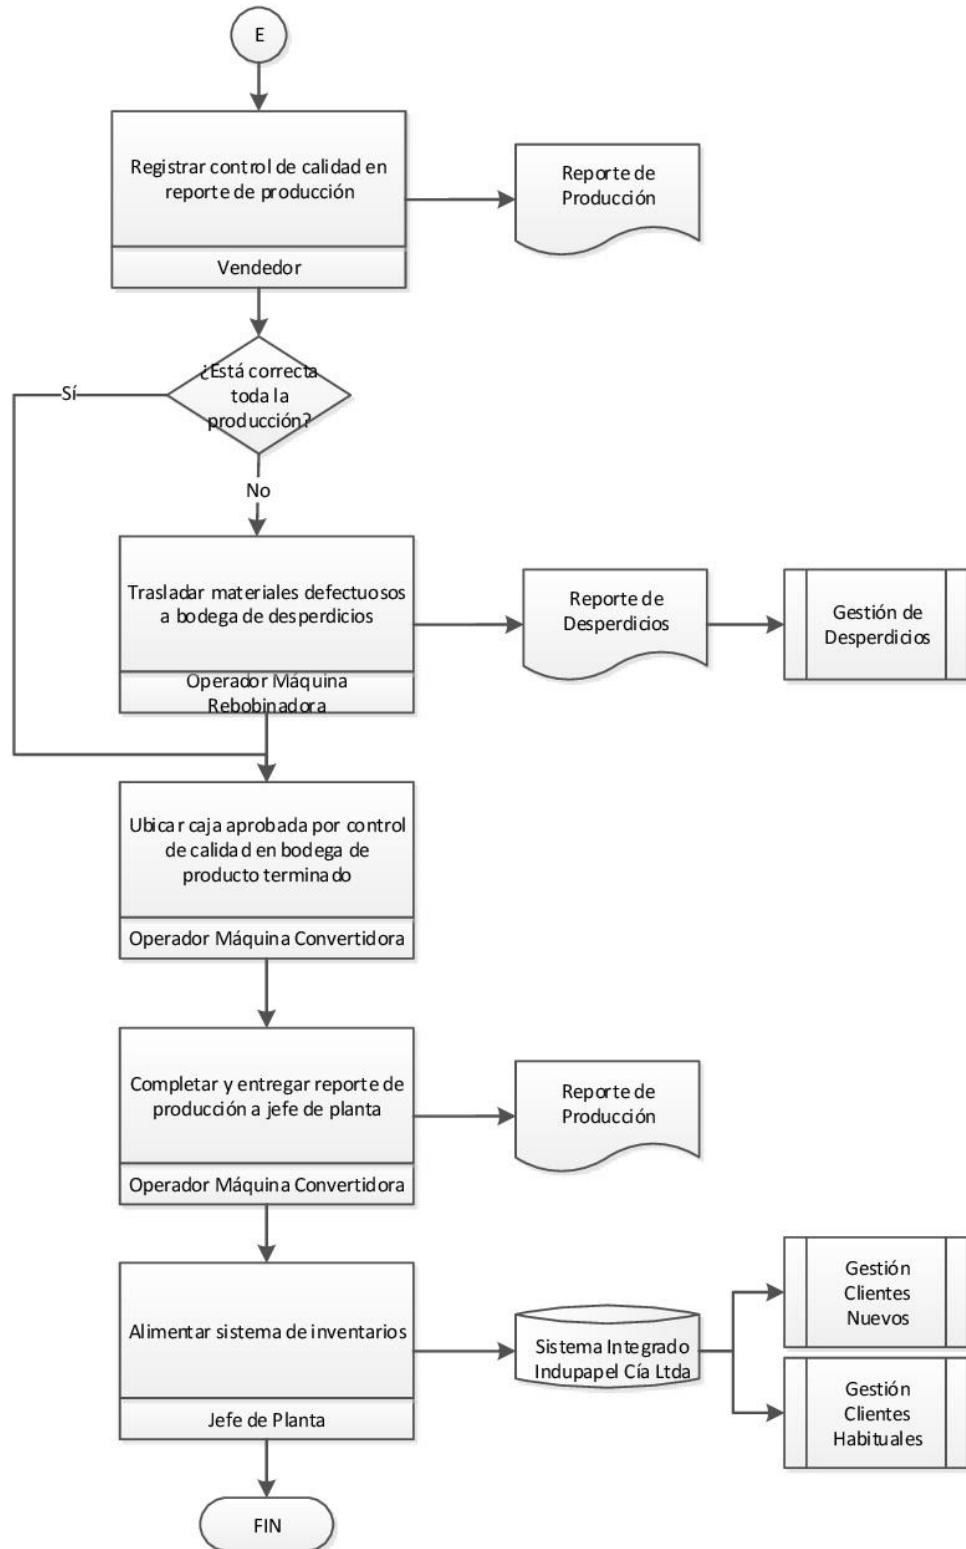 E
Registrar control de calidad en
reporte de producción
Vendedor
Reporte de
Producción
¿Está correcta
toda la
producción?
Sí
No
Trasladar materiales defectuosos
a bodega de desperdicios
Operador Máquina
Rebobinadora
Reporte de
Desperdicios
Gestión de
Desperdicios
Ubicar caja aprobada por control
de calidad en bodega de
producto terminado
Operador Máquina Convertidora
Completar y entregar reporte de
producción a jefe de planta
Operador Máquina Convertidora
Reporte de
Producción
Alimentar sistema de inventarios
Jefe de Planta
Sistema Integrado
Indupapel Cía Ltda
Gestión
Clientes
Nuevos
Gestión
Clientes
Habituales
FIN